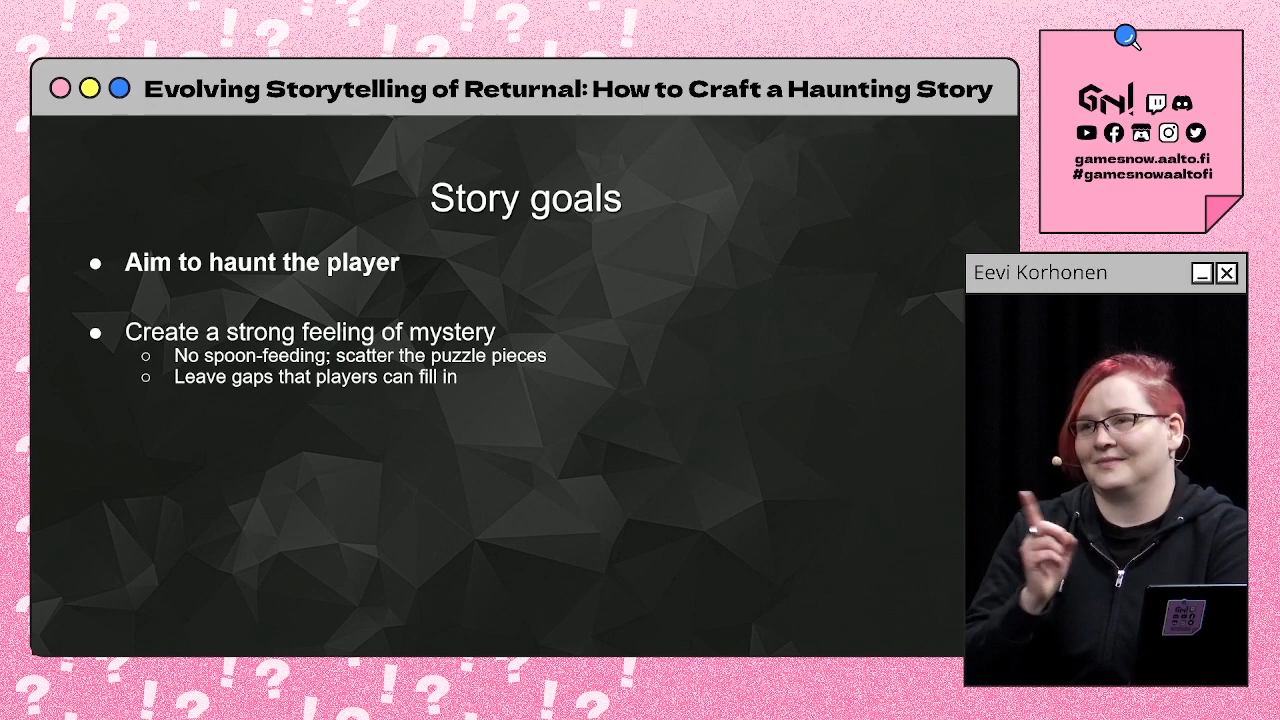 Evolving Storytelling of Returnal: How to Craft a Haunting Story
GN!
gamesnow.aalto.fi
#gamesnowaaltofi
Story goals
● Aim to haunt the player
● Create a strong feeling of mystery
○ No spoon-feeding; scatter the puzzle pieces
○ Leave gaps that players can fill in
Eevi Korhonen
GN!